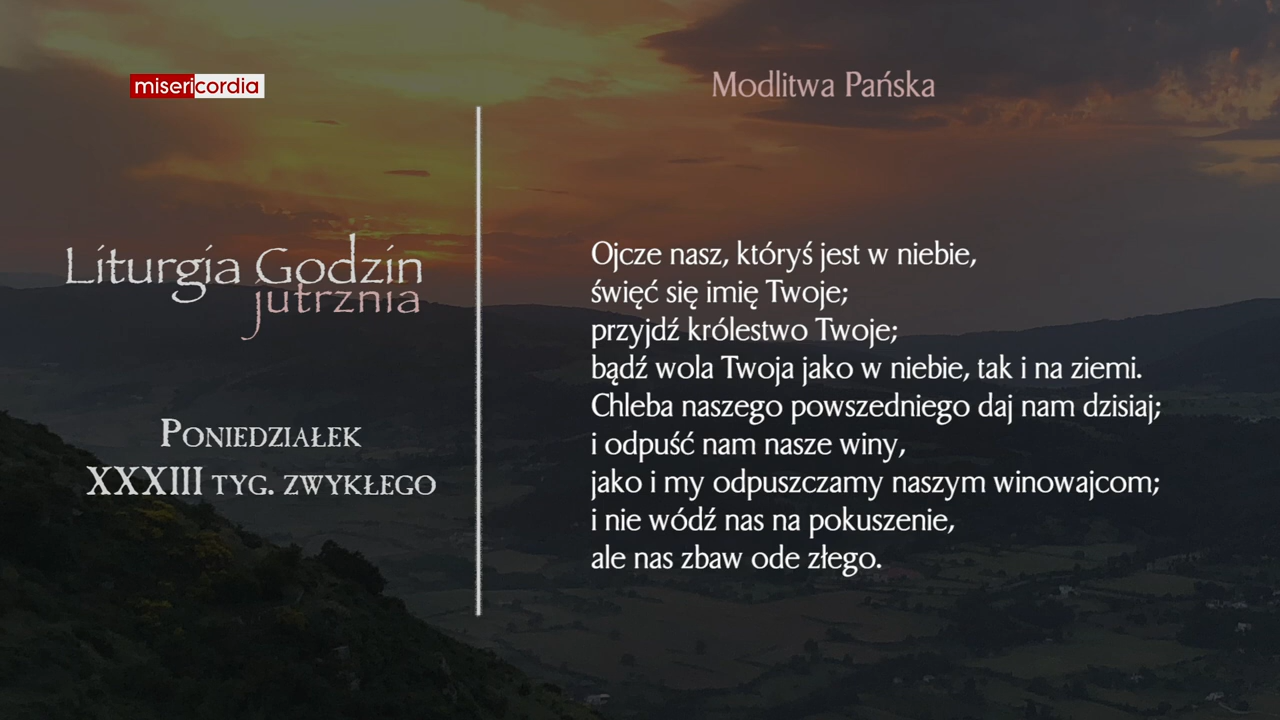 misericordia
Liturgia Godzin
jutrznia
Poniedziałek
XXXIII tyg. zwykłego
Modlitwa Pańska
Ojcze nasz, któryś jest w niebie,
święć się imię Twoje;
przyjdź królestwo Twoje;
bądź wola Twoja jako w niebie, tak i na ziemi.
Chleba naszego powszedniego daj nam dzisiaj;
i odpuść nam nasze winy,
jako i my odpuszczamy naszym winowajcom;
i nie wódź nas na pokuszenie,
ale nas zbaw ode złego.